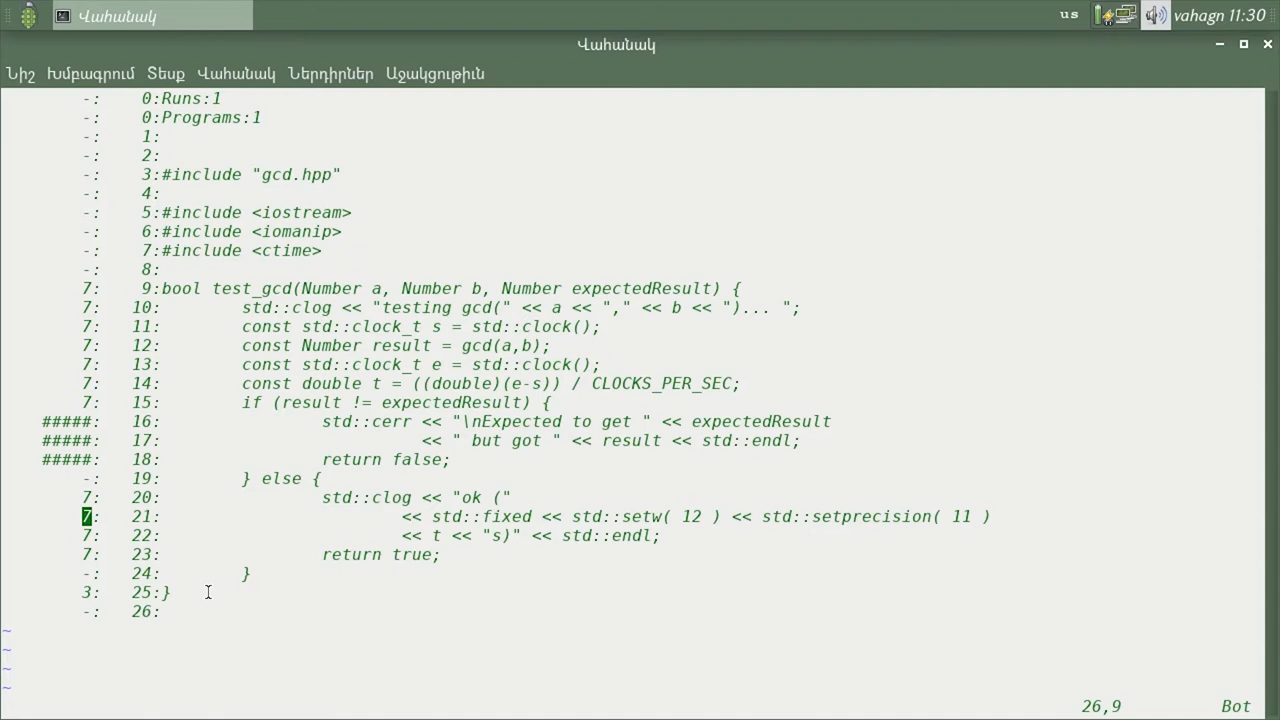 Վահանակ
us
vahagn 11:30
Վահանակ
Նիշ Խմբագրում Տեսք Վահանակ Ներդիրներ Աջակցութիւն
-: 0:Runs:1
-: 0:Programs:1
-: 1:
-: 2:
-: 3:#include "gcd.hpp"
-: 4:
-: 5:#include <iostream>
-: 6:#include <iomanip>
-: 7:#include <ctime>
-: 8:
7: 9:bool test_gcd(Number a, Number b, Number expectedResult) {
7: 10: std::clog << "testing gcd(" << a << "," << b << ")... ";
7: 11: const std::clock_t s = std::clock();
7: 12: const Number result = gcd(a,b);
7: 13: const std::clock_t e = std::clock();
7: 14: const double t = ((double)(e-s)) / CLOCKS_PER_SEC;
7: 15: if (result != expectedResult) {
#####: 16: std::cerr << "\nExpected to get " << expectedResult
#####: 17: << " but got " << result << std::endl;
#####: 18: return false;
-: 19: } else {
7: 20: std::clog << "ok ("
7: 21: << std::fixed << std::setw( 12 ) << std::setprecision( 11 )
7: 22: << t << "s)" << std::endl;
7: 23: return true;
-: 24: }
3: 25:}
-: 26:
~
~
~
~
26,9 Bot